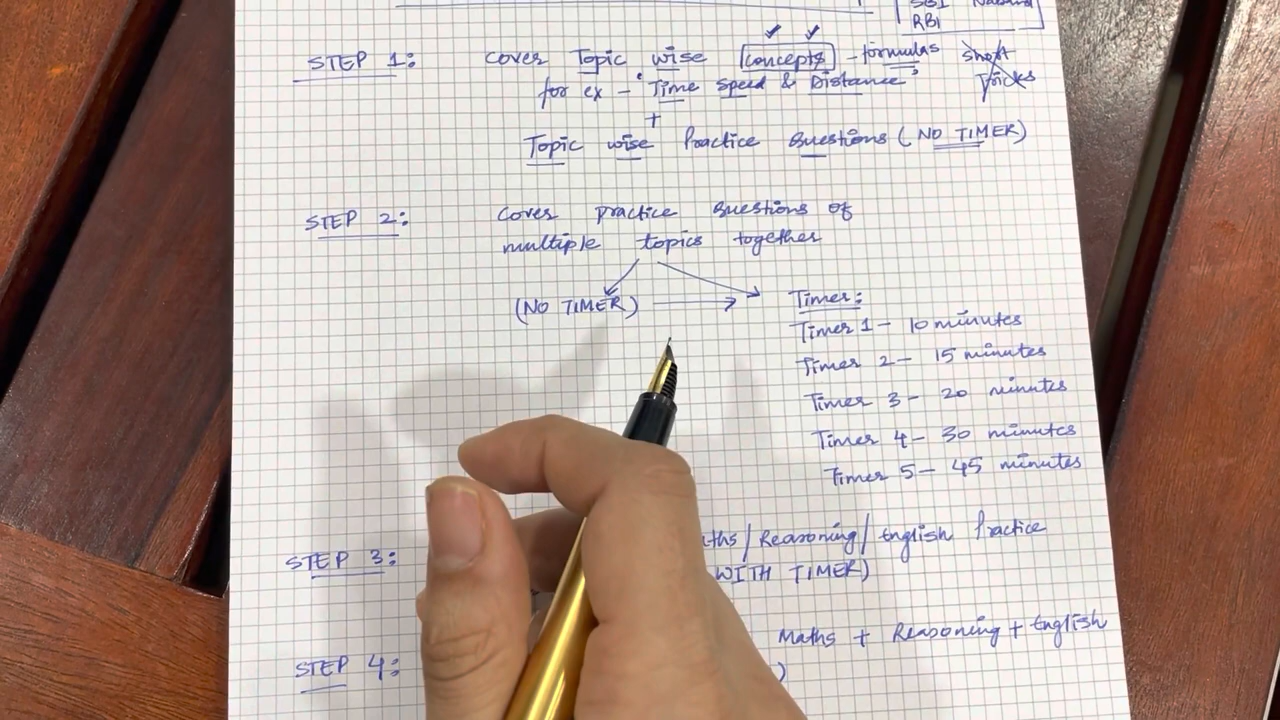 RBI
STEP 1: Cover Topic wise concepts - formulas short tricks
for ex - 'Time Speed & Distance'
+
Topic wise Practice Questions (NO TIMER)
STEP 2: Cover practice Questions of
multiple topics together
(NO TIMER)
Timer:
Timer 1 - 10 minutes
Timer 2 - 15 minutes
Timer 3 - 20 minutes
Timer 4 - 30 minutes
Timer 5 - 45 minutes
STEP 3: /Reasoning/English Practice
WITH TIMER)
STEP 4: Maths + Reasoning + English
)